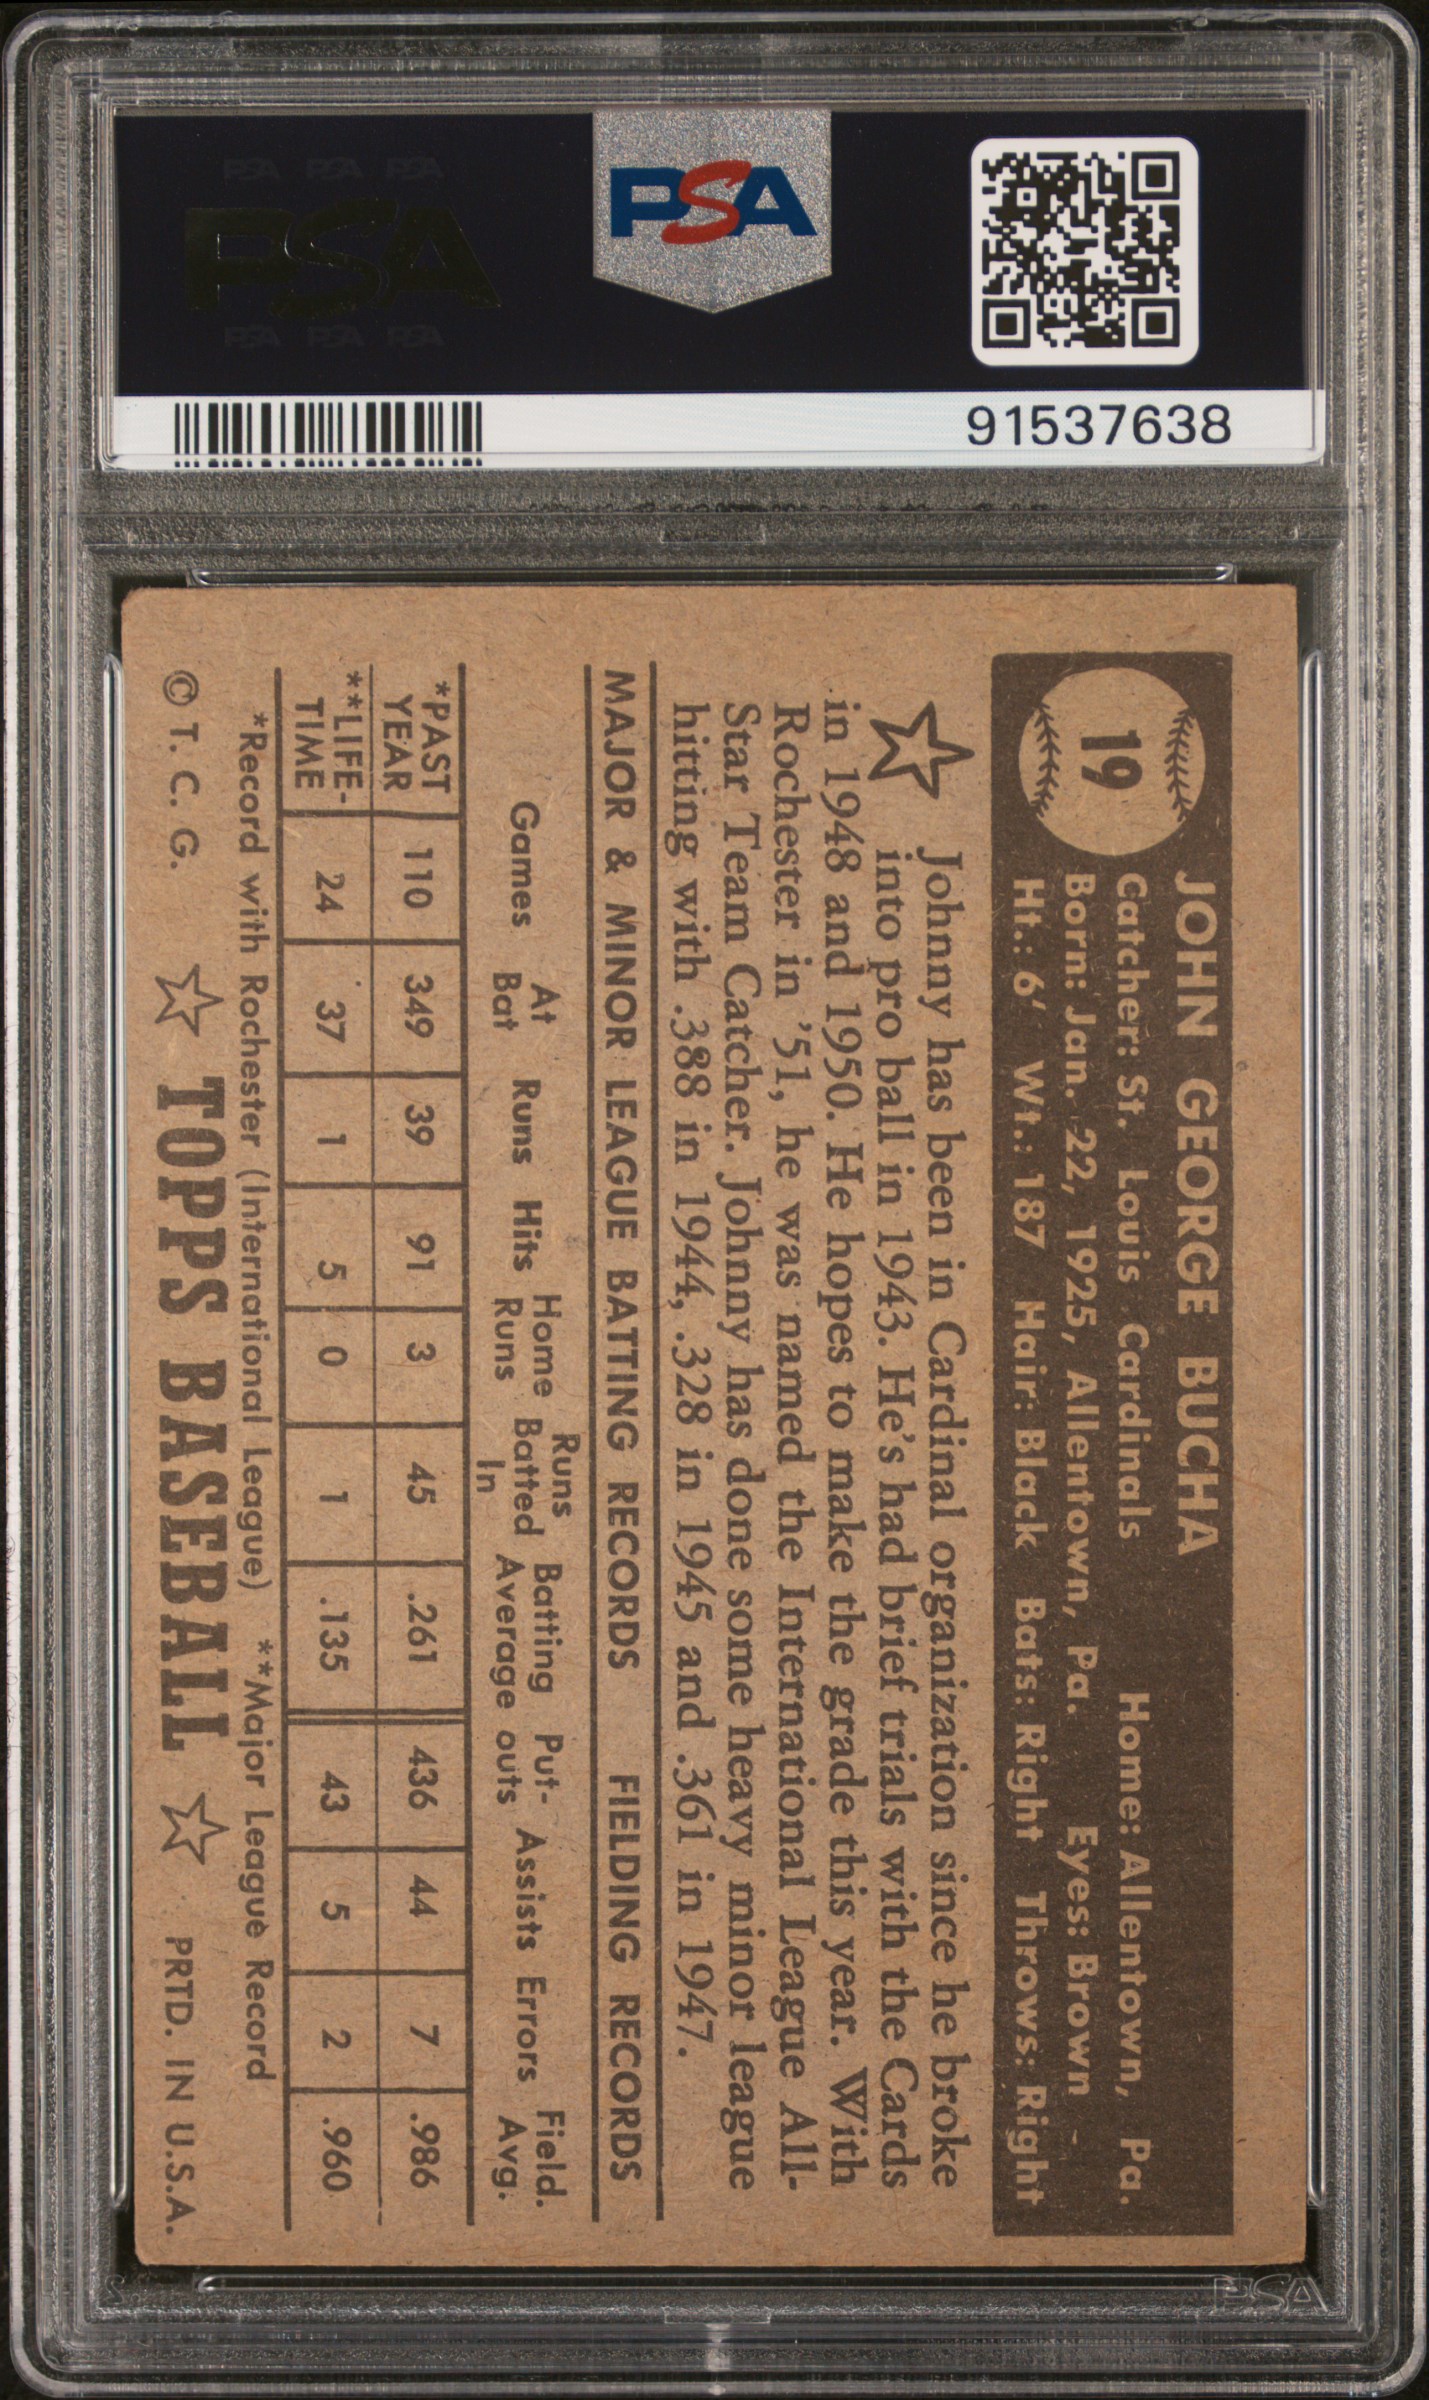 PSA PSA PSA
PSA
PSA PSA PSA
PSA
91537638
19
JOHN GEORGE BUCHA
Catcher: St. Louis Cardinals Home: Allentown, Pa.
Born: Jan. 22, 1925, Allentown, Pa. Eyes: Brown
Ht.: 6' Wt.: 187 Hair: Black Bats: Right Throws: Right
Johnny has been in Cardinal organization since he broke
into pro ball in 1943. He's had brief trials with the Cards
in 1948 and 1950. He hopes to make the grade this year. With
Rochester in '51, he was named the International League All-
Star Team Catcher. Johnny has done some heavy minor league
hitting with .388 in 1944, .328 in 1945 and .361 in 1947.
MAJOR & MINOR LEAGUE BATTING RECORDS FIELDING RECORDS
Games At Bat Runs Hits Home Runs Runs Batted In Batting Average Put-outs Assists Errors Field. Avg.
*PAST YEAR 110 349 39 91 3 45 .261 436 44 7 .986
**LIFE-TIME 24 37 1 5 0 1 .135 43 5 2 .960
*Record with Rochester (International League) **Major League Record
© T. C. G. TOPPS BASEBALL PRTD. IN U.S.A.
PSA